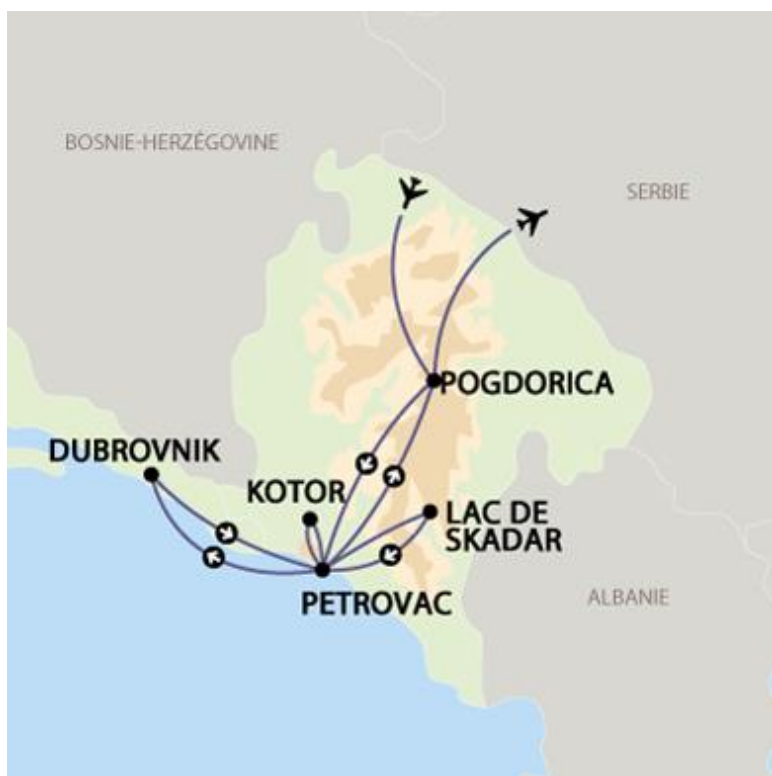 BOSNIE-HERZÉGOVINE
SERBIE
POGDORICA
DUBROVNIK
KOTOR
LAC DE
SKADAR
PETROVAC
ALBANIE